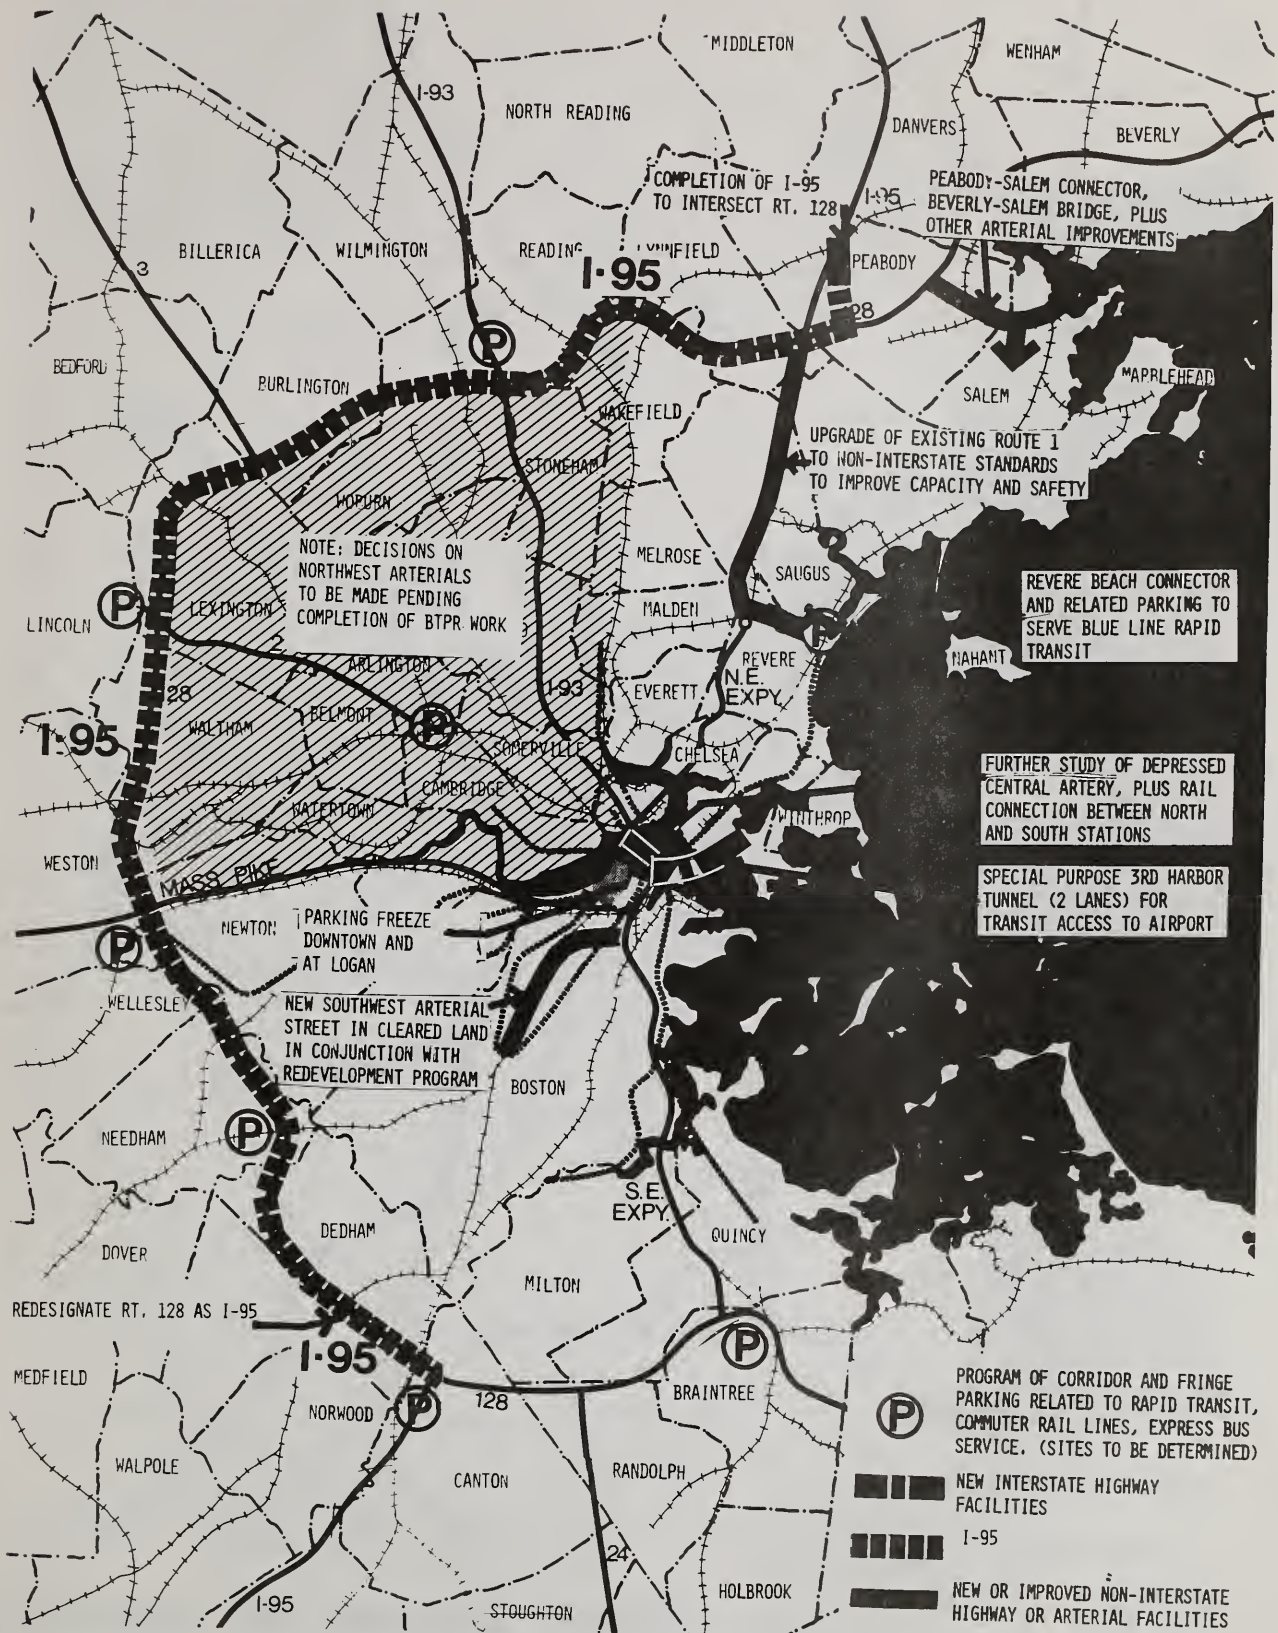 MIDDLETON
WENHAM
I-93
NORTH READING
DANVERS
BEVERLY
COMPLETION OF I-95
TO INTERSECT RT. 128
I-95
PEABODY-SALEM CONNECTOR,
BEVERLY-SALEM BRIDGE, PLUS
OTHER ARTERIAL IMPROVEMENTS
BILLERICA
WILMINGTON
READING
YNNFIELD
3
I-95
PEABODY
28
P
BEDFORD
BURLINGTON
MARBLEHEAD
SALEM
WAKEFIELD
UPGRADE OF EXISTING ROUTE 1
TO NON-INTERSTATE STANDARDS
TO IMPROVE CAPACITY AND SAFETY
STONEHAM
WOBURN
NOTE: DECISIONS ON
NORTHWEST ARTERIALS
TO BE MADE PENDING
COMPLETION OF BTPR WORK
MELROSE
SAUGUS
REVERE BEACH CONNECTOR
AND RELATED PARKING TO
SERVE BLUE LINE RAPID
TRANSIT
P
LEXINGTON
MALDEN
LINCOLN
P
2
ARLINGTON
REVERE
NAHANT
28
I-93
EVERETT
N.E.
EXPY.
I-95
WALTHAM
BELMONT
P
SOMERVILLE
CHELSEA
FURTHER STUDY OF DEPRESSED
CENTRAL ARTERY, PLUS RAIL
CONNECTION BETWEEN NORTH
AND SOUTH STATIONS
CAMBRIDGE
WATERTOWN
WINTHROP
WESTON
MASS PIKE
SPECIAL PURPOSE 3RD HARBOR
TUNNEL (2 LANES) FOR
TRANSIT ACCESS TO AIRPORT
NEWTON
PARKING FREEZE
DOWNTOWN AND
AT LOGAN
P
WELLESLEY
NEW SOUTHWEST ARTERIAL
STREET IN CLEARED LAND
IN CONJUNCTION WITH
REDEVELOPMENT PROGRAM
BOSTON
NEEDHAM
P
S.E.
EXPY.
DEDHAM
QUINCY
DOVER
MILTON
REDESIGNATE RT. 128 AS I-95
I-95
P
MEDFIELD
128
BRAINTREE
NORWOOD
P
P
PROGRAM OF CORRIDOR AND FRINGE
PARKING RELATED TO RAPID TRANSIT,
COMMUTER RAIL LINES, EXPRESS BUS
SERVICE. (SITES TO BE DETERMINED)
WALPOLE
CANTON
RANDOLPH
NEW INTERSTATE HIGHWAY
FACILITIES
I-95
24
HOLBROOK
NEW OR IMPROVED NON-INTERSTATE
HIGHWAY OR ARTERIAL FACILITIES
I-95
STOUGHTON